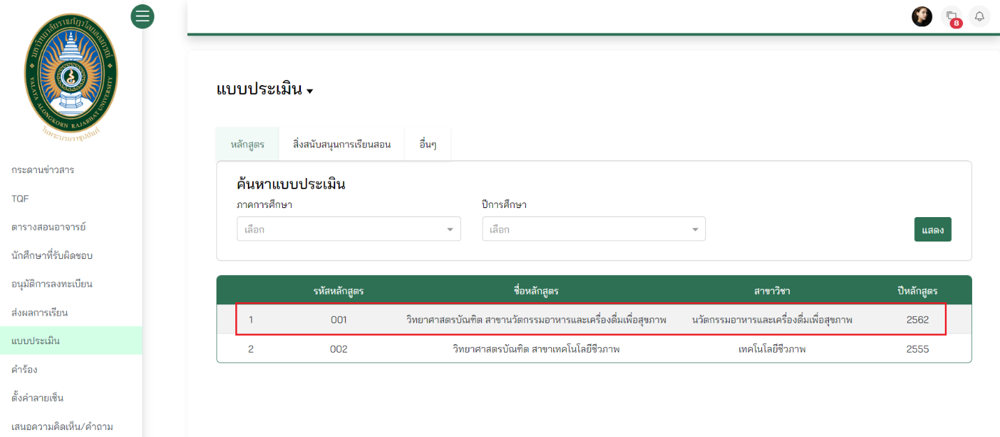 มหาวิทยาลัยราชภัฏวไลยอลงกรณ์
VALAYA ALONGKORN RAJABHAT UNIVERSITY
ในพระบรมราชูปถัมภ์
8
กระดานข่าวสาร
TQF
ตารางสอนอาจารย์
นักศึกษาที่รับผิดชอบ
อนุมัติการลงทะเบียน
ส่งผลการเรียน
แบบประเมิน
คำร้อง
ตั้งค่าลายเซ็น
เสนอความคิดเห็น/คำถาม
แบบประเมิน
หลักสูตร สิ่งสนับสนุนการเรียนสอน อื่นๆ
ค้นหาแบบประเมิน
ภาคการศึกษา ปีการศึกษา
เลือก เลือก แสดง
รหัสหลักสูตร ชื่อหลักสูตร สาขาวิชา ปีหลักสูตร
1 001 วิทยาศาสตรบัณฑิต สาขานวัตกรรมอาหารและเครื่องดื่มเพื่อสุขภาพ นวัตกรรมอาหารและเครื่องดื่มเพื่อสุขภาพ 2562
2 002 วิทยาศาสตรบัณฑิต สาขาเทคโนโลยีชีวภาพ เทคโนโลยีชีวภาพ 2555